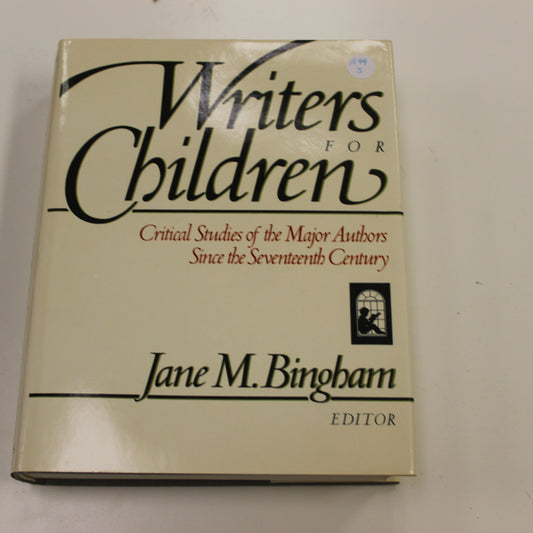 Writers
FOR
Children
Critical Studies of the Major Authors
Since the Seventeenth Century
Jane M. Bingham
EDITOR